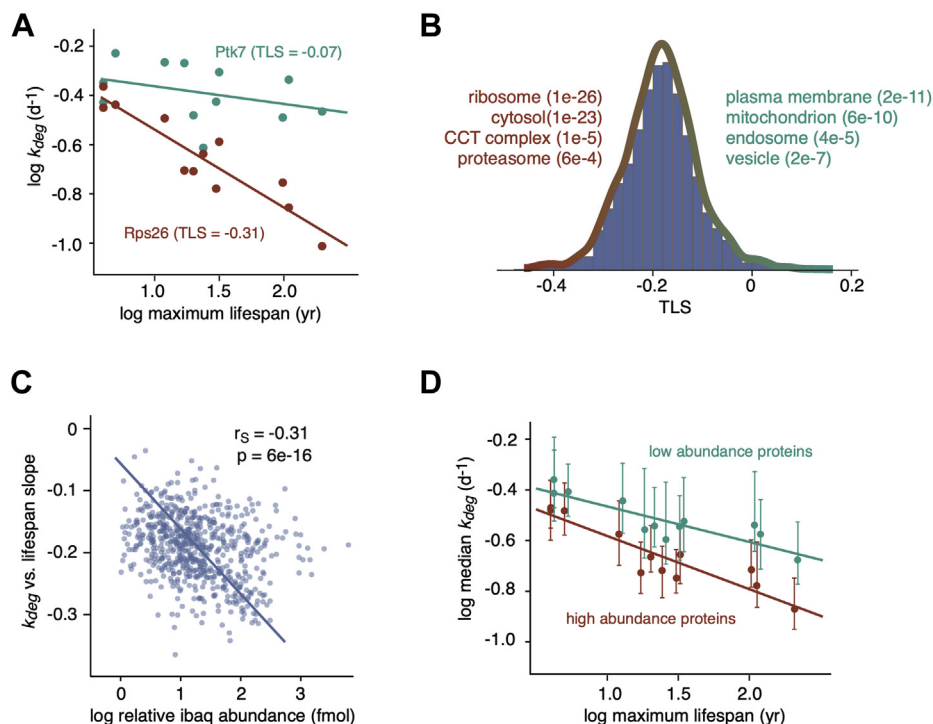 A
-0.2
-0.4
-0.6
-0.8
-1.0
log kdeg (d-1)
Ptk7 (TLS = -0.07)
Rps26 (TLS = -0.31)
1.0 1.5 2.0
log maximum lifespan (yr)
B
ribosome (1e-26)
cytosol(1e-23)
CCT complex (1e-5)
proteasome (6e-4)
plasma membrane (2e-11)
mitochondrion (6e-10)
endosome (4e-5)
vesicle (2e-7)
-0.4 -0.2 0 0.2
TLS
C
0
-0.1
-0.2
-0.3
kdeg vs. lifespan slope
rS = -0.31
p = 6e-16
0 1 2 3
log relative ibaq abundance (fmol)
D
-0.2
-0.4
-0.6
-0.8
-1.0
log median kdeg (d-1)
low abundance proteins
high abundance proteins
1.0 1.5 2.0
log maximum lifespan (yr)